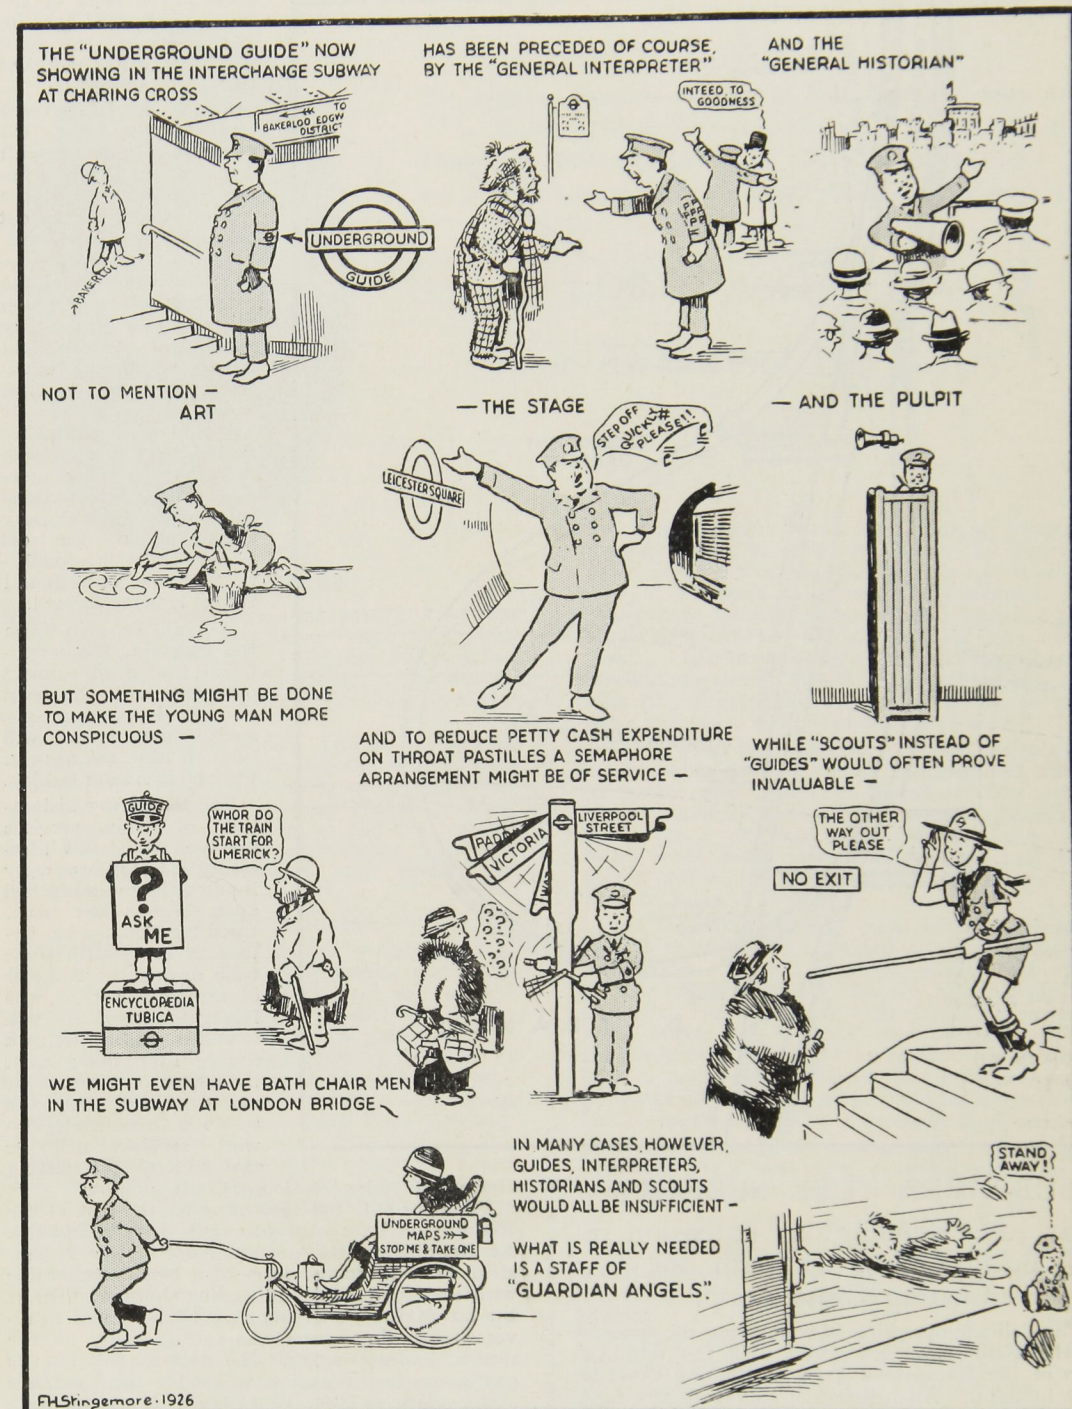 THE "UNDERGROUND GUIDE" NOW
SHOWING IN THE INTERCHANGE SUBWAY
AT CHARING CROSS
TO
BAKERLOO EDGW
DISTRICT
BAKERLOO
UNDERGROUND
GUIDE
HAS BEEN PRECEDED OF COURSE,
BY THE "GENERAL INTERPRETER"
INTEED TO
GOODNESS
AND THE
"GENERAL HISTORIAN"
NOT TO MENTION —
ART
— THE STAGE
STEP OFF
QUICKLY
PLEASE!!
LEICESTER SQUARE
— AND THE PULPIT
BUT SOMETHING MIGHT BE DONE
TO MAKE THE YOUNG MAN MORE
CONSPICUOUS —
GUIDE
?
ASK
ME
ENCYCLOPÆDIA
TUBICA
WHOR DO
THE TRAIN
START FOR
LIMERICK?
AND TO REDUCE PETTY CASH EXPENDITURE
ON THROAT PASTILLES A SEMAPHORE
ARRANGEMENT MIGHT BE OF SERVICE —
PADA
VICTORIA
LIVERPOOL
STREET
? ? ?
WHILE "SCOUTS" INSTEAD OF
"GUIDES" WOULD OFTEN PROVE
INVALUABLE —
THE OTHER
WAY OUT
PLEASE
NO EXIT
WE MIGHT EVEN HAVE BATH CHAIR MEN
IN THE SUBWAY AT LONDON BRIDGE
UNDERGROUND
MAPS
STOP ME & TAKE ONE
IN MANY CASES, HOWEVER,
GUIDES, INTERPRETERS,
HISTORIANS AND SCOUTS
WOULD ALL BE INSUFFICIENT —
WHAT IS REALLY NEEDED
IS A STAFF OF
"GUARDIAN ANGELS".
STAND
AWAY!
F.H.Stingemore · 1926